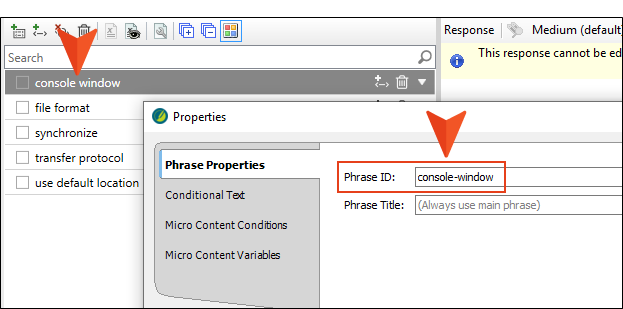 Response Medium (default)
Search
This response cannot be ed
console window
file format
synchronize
transfer protocol
use default location
Properties
Phrase Properties
Conditional Text
Micro Content Conditions
Micro Content Variables
Phrase ID: console-window
Phrase Title: (Always use main phrase)